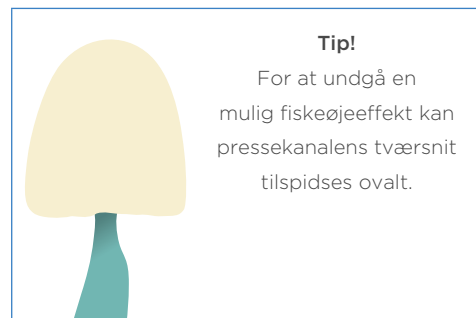 Tip!
For at undgå en
mulig fiskeøjeeffekt kan
pressekanalens tværsnit
tilspidses ovalt.